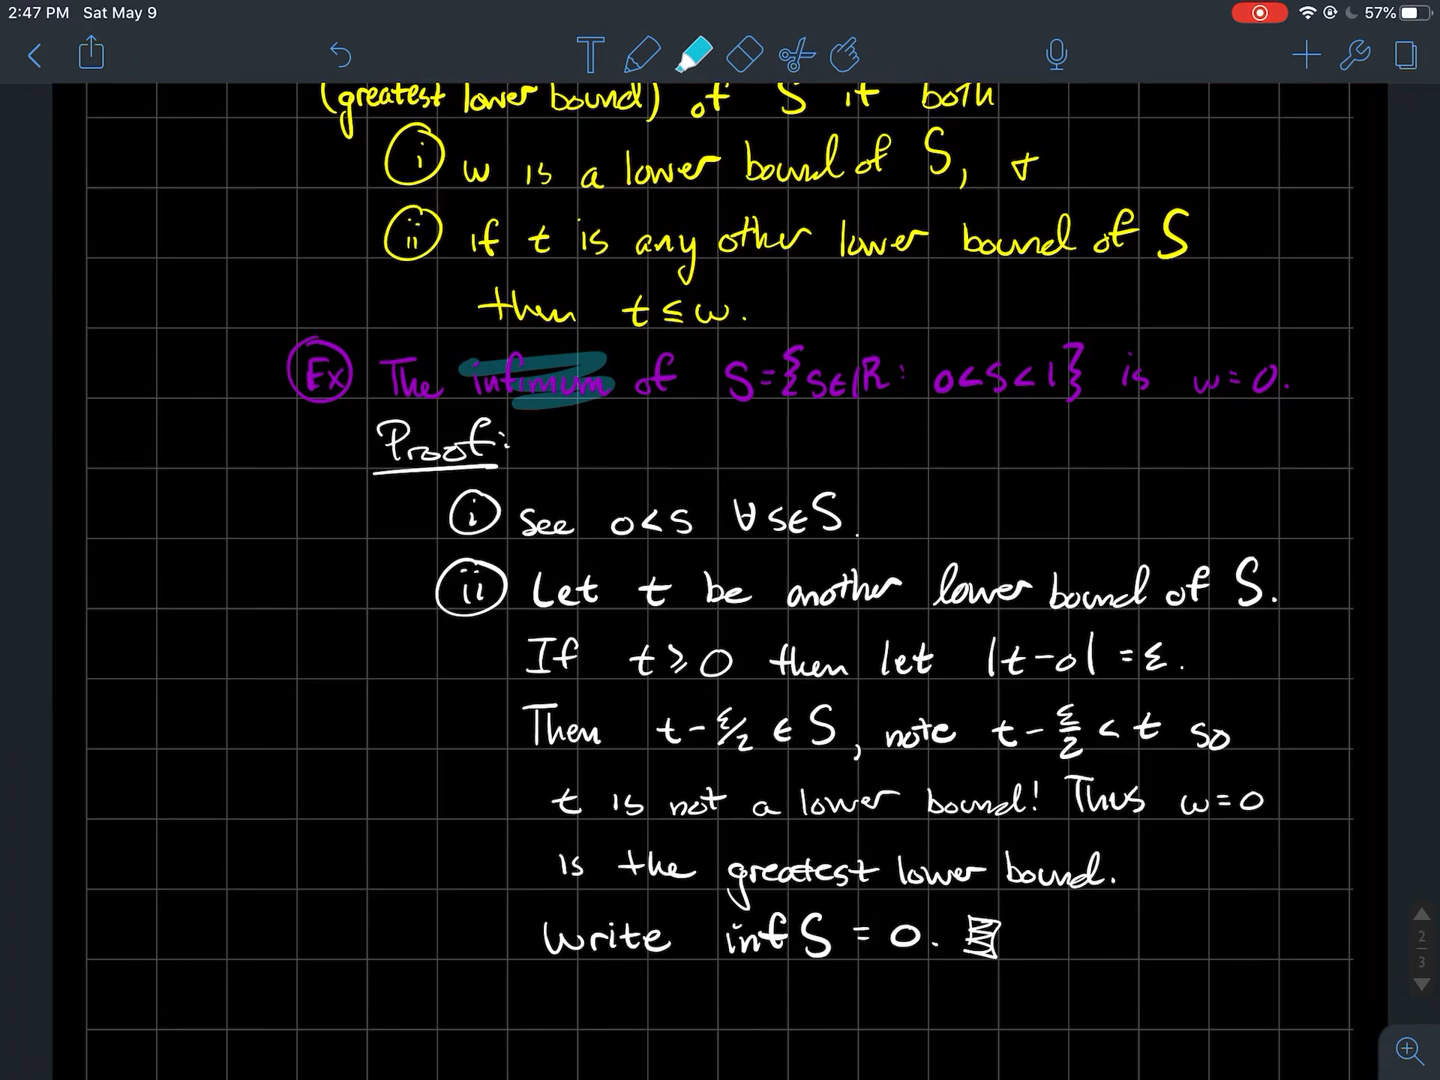 2:47 PM Sat May 9
57%
(greatest lower bound) of S if both
i w is a lower bound of S, &
ii if t is any other lower bound of S
then t ≤ w.
Ex The infimum of S={s∈ℝ: 0<s<1} is w=0.
Proof:
i See 0<s ∀s∈S.
ii Let t be another lower bound of S.
If t ≥ 0 then let |t-0| = ε.
Then t - ε/2 ∈ S, note t - ε/2 < t so
t is not a lower bound! Thus w=0
is the greatest lower bound.
Write inf S = 0.
2
3